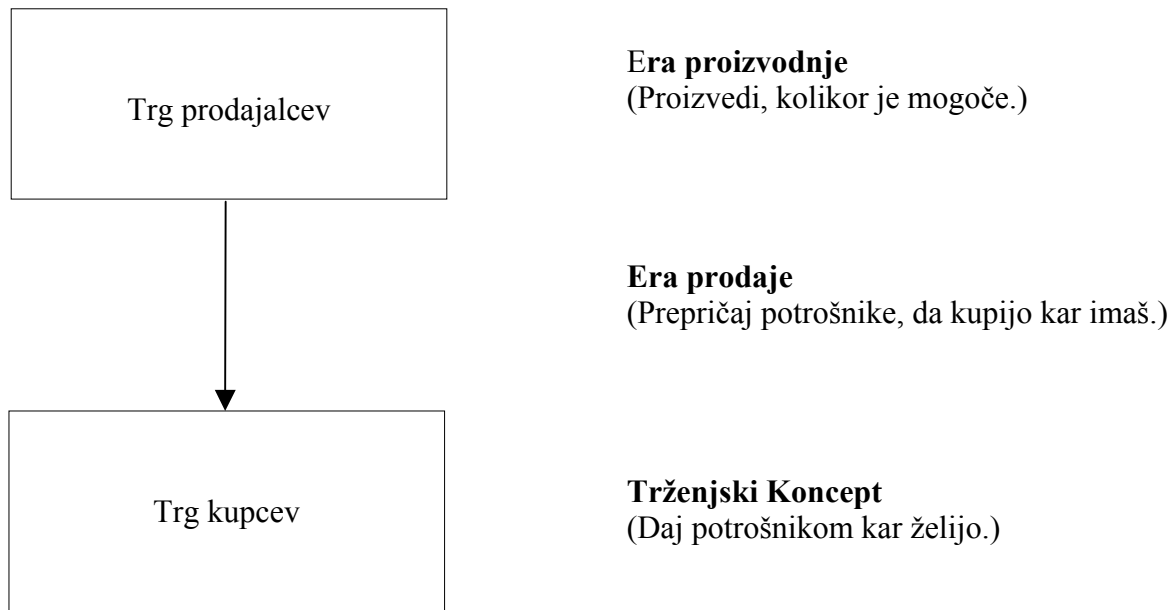 Trg prodajalcev
Era proizvodnje
(Proizvedi, kolikor je mogoče.)
Era prodaje
(Prepričaj potrošnike, da kupijo kar imaš.)
Trg kupcev
Trženjski Koncept
(Daj potrošnikom kar želijo.)